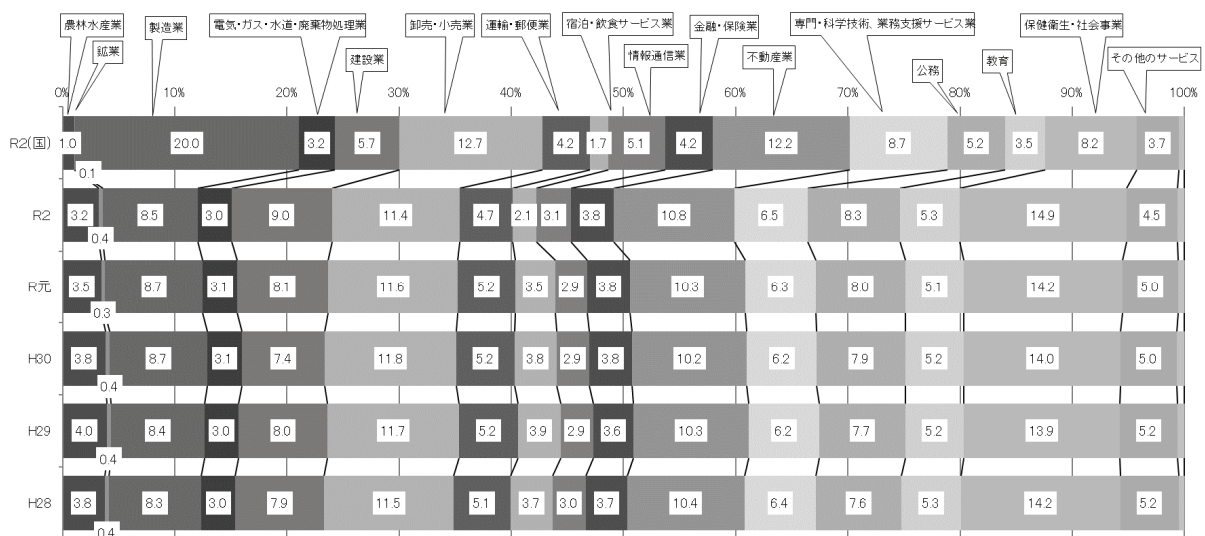 農林水産業
鉱業
製造業
電気・ガス・水道・廃棄物処理業
建設業
卸売・小売業
運輸・郵便業
宿泊・飲食サービス業
情報通信業
金融・保険業
不動産業
専門・科学技術、業務支援サービス業
公務
教育
保健衛生・社会事業
その他のサービス
0% 10% 20% 30% 40% 50% 60% 70% 80% 90% 100%
R2(国) 1.0 0.1 20.0 3.2 5.7 12.7 4.2 1.7 5.1 4.2 12.2 8.7 5.2 3.5 8.2 3.7
R2 3.2 0.4 8.5 3.0 9.0 11.4 4.7 2.1 3.1 3.8 10.8 6.5 8.3 5.3 14.9 4.5
R元 3.5 0.3 8.7 3.1 8.1 11.6 5.2 3.5 2.9 3.8 10.3 6.3 8.0 5.1 14.2 5.0
H30 3.8 0.4 8.7 3.1 7.4 11.8 5.2 3.8 2.9 3.8 10.2 6.2 7.9 5.2 14.0 5.0
H29 4.0 0.4 8.4 3.0 8.0 11.7 5.2 3.9 2.9 3.6 10.3 6.2 7.7 5.2 13.9 5.2
H28 3.8 0.4 8.3 3.0 7.9 11.5 5.1 3.7 3.0 3.7 10.4 6.4 7.6 5.3 14.2 5.2